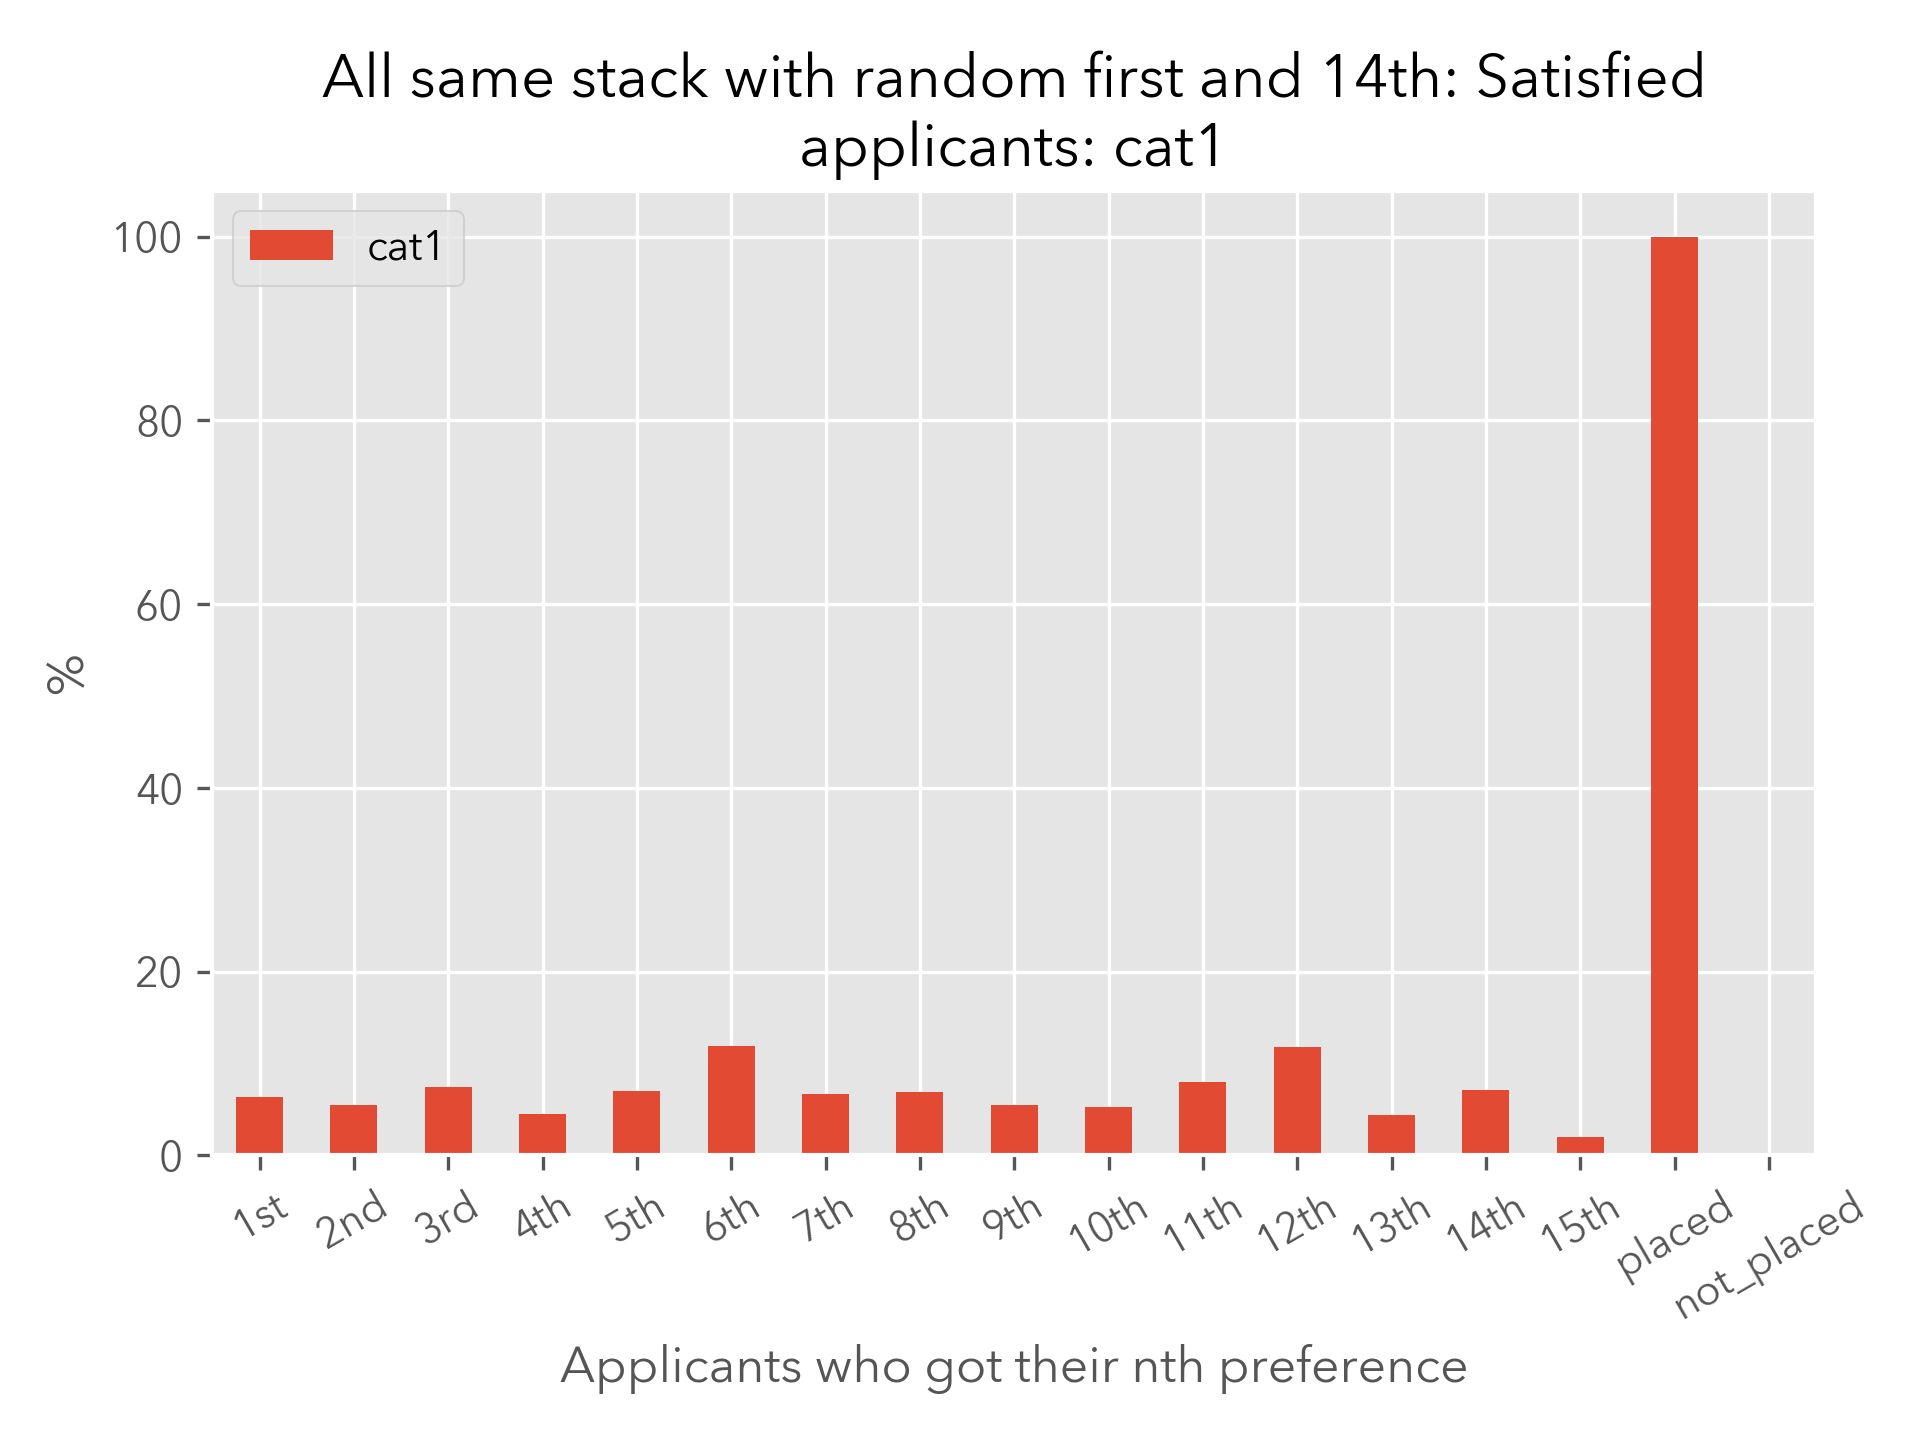 All same stack with random first and 14th: Satisfied
applicants: cat1
cat1
100
80
60
40
20
0
%
1st 2nd 3rd 4th 5th 6th 7th 8th 9th 10th 11th 12th 13th 14th 15th placed not_placed
Applicants who got their nth preference